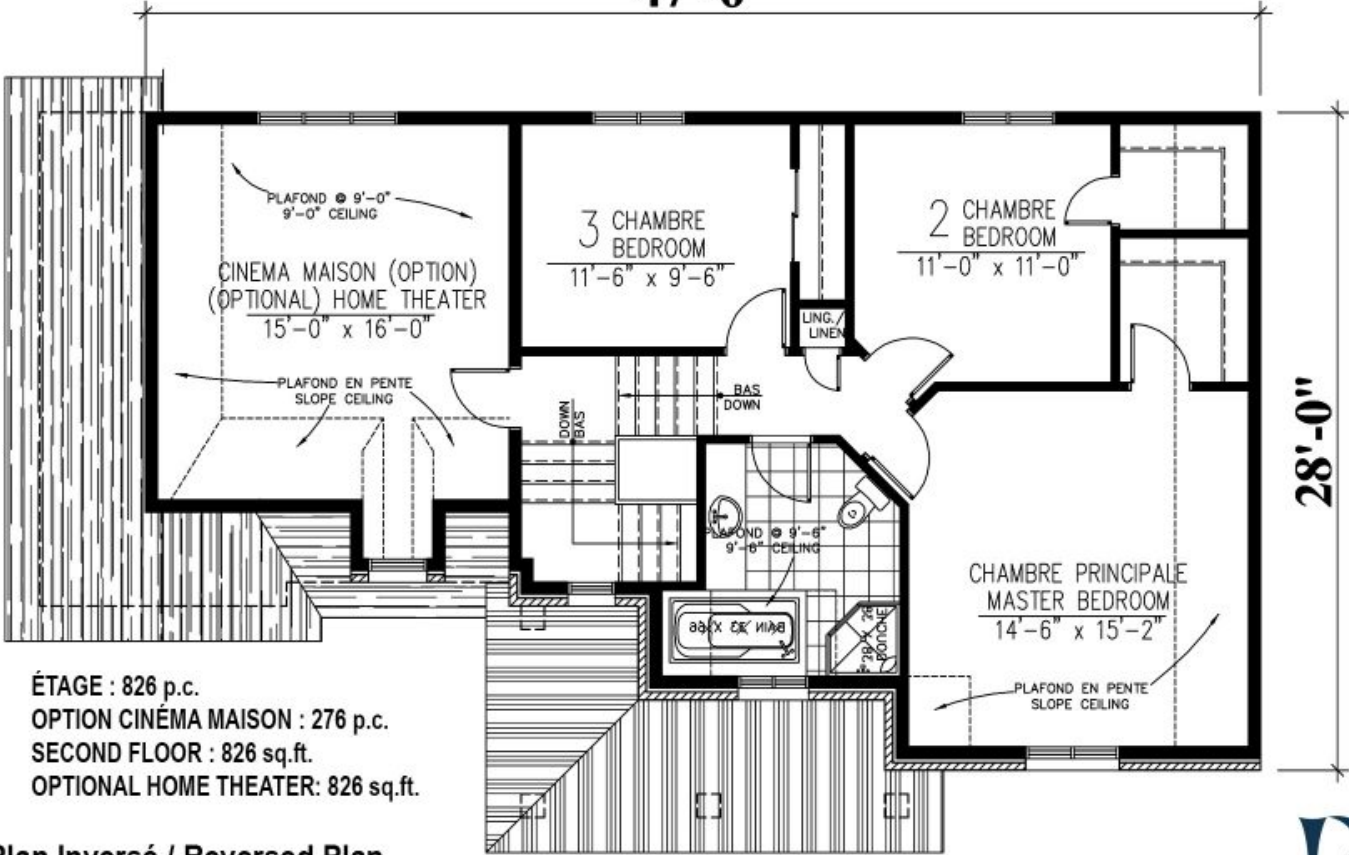 28'-0"
PLAFOND @ 9'-0"
9'-0" CEILING
CINEMA MAISON (OPTION)
(OPTIONAL) HOME THEATER
15'-0" x 16'-0"
PLAFOND EN PENTE
SLOPE CEILING
3 CHAMBRE
BEDROOM
11'-6" x 9'-6"
LING./
LINEN
2 CHAMBRE
BEDROOM
11'-0" x 11'-0"
BAS
DOWN
DOWN
BAS
PLAFOND @ 9'-6"
9'-6" CEILING
BAIN 33 X 66
DOUCHE
CHAMBRE PRINCIPALE
MASTER BEDROOM
14'-6" x 15'-2"
PLAFOND EN PENTE
SLOPE CEILING
ÉTAGE : 826 p.c.
OPTION CINÉMA MAISON : 276 p.c.
SECOND FLOOR : 826 sq.ft.
OPTIONAL HOME THEATER: 826 sq.ft.
Plan Inversé / Reversed Plan